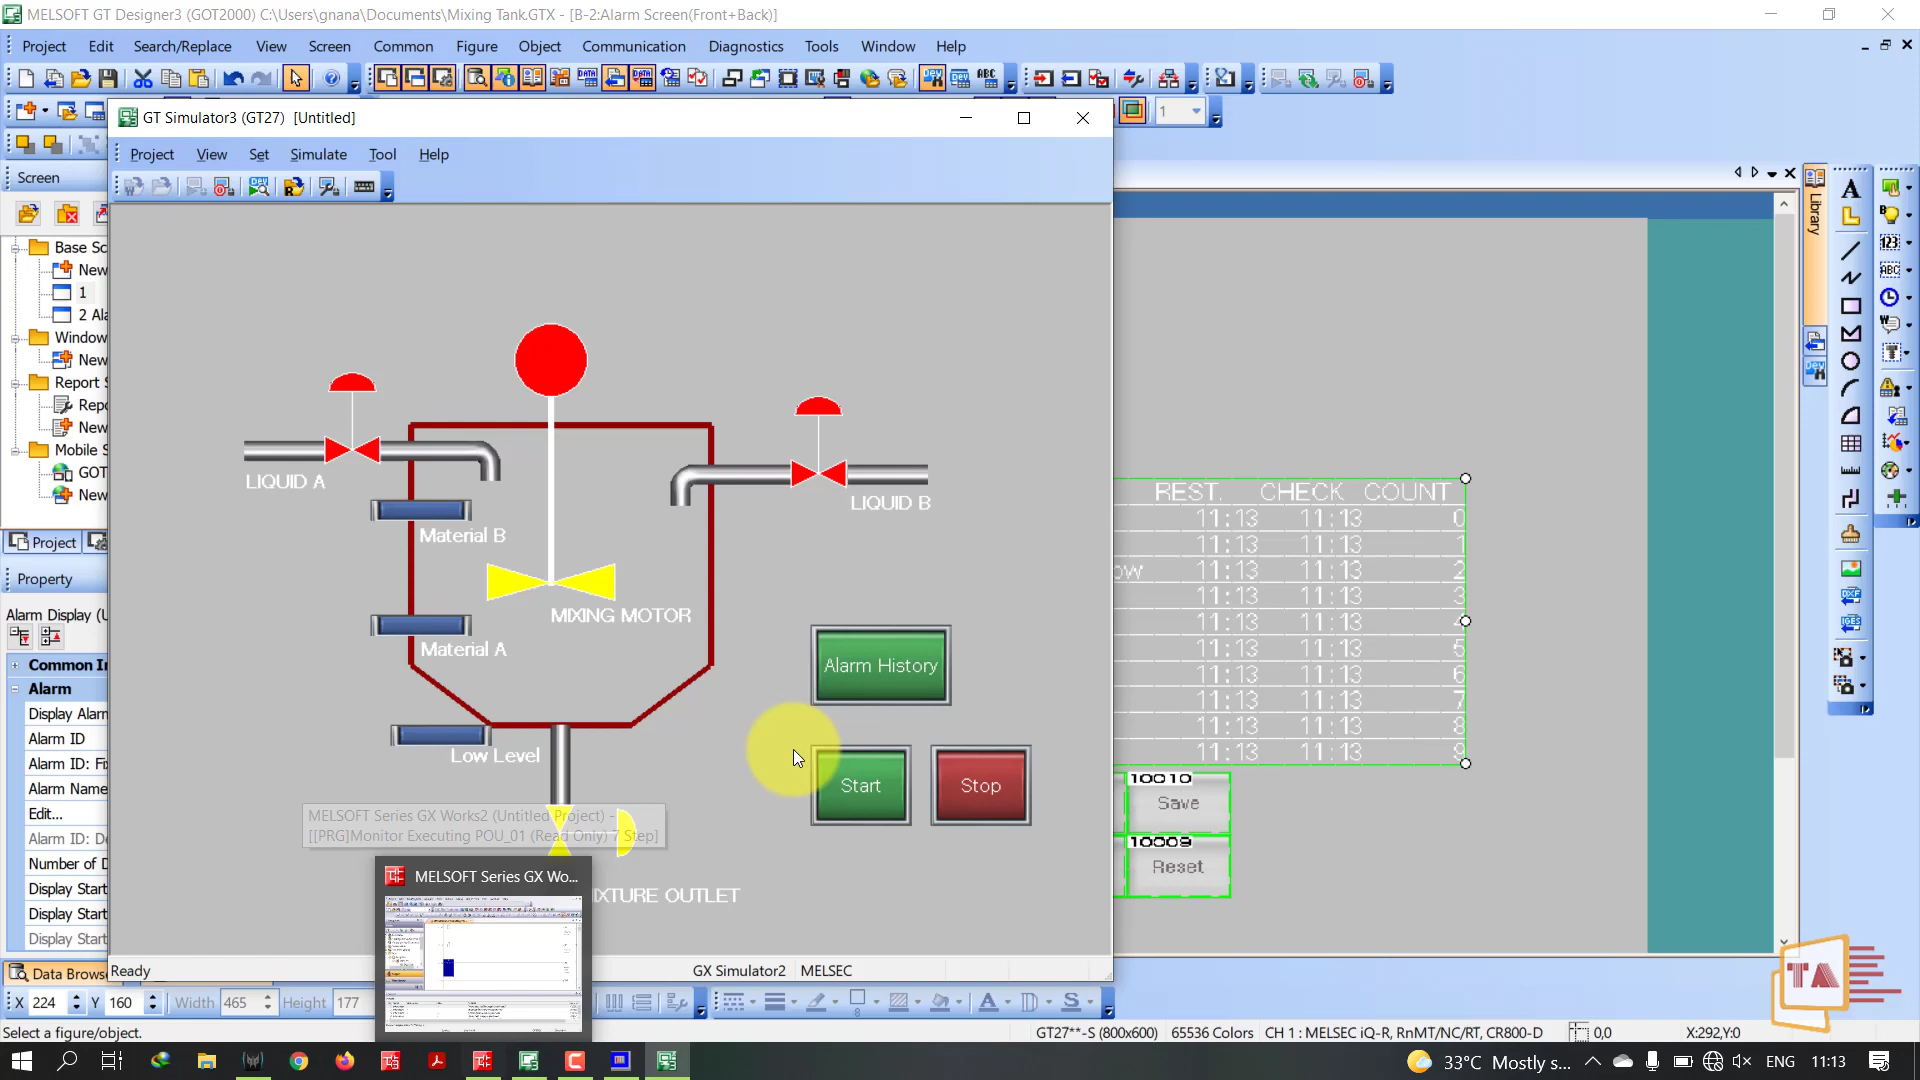 MELSOFT GT Designer3 (GOT2000) C:\Users\gnana\Documents\Mixing Tank.GTX - [B-2:Alarm Screen(Front+Back)]
Project Edit Search/Replace View Screen Common Figure Object Communication Diagnostics Tools Window Help
GT Simulator3 (GT27) [Untitled]
Project View Set Simulate Tool Help
Screen
Base Sc
New
1
2 Ala
Window
New
Report S
Repo
New
Mobile S
GOT
New
Project
Property
Alarm Display (U
Common In
Alarm
Display Alarm
Alarm ID
Alarm ID: Fi
Alarm Name
Edit...
Alarm ID: D
Number of D
Display Start
Display Start
Display Start
Data Brows
LIQUID A
LIQUID B
Material B
MIXING MOTOR
Material A
Low Level
Alarm History
Start
Stop
IXTURE OUTLET
MELSOFT Series GX Works2 (Untitled Project) -
[[PRG]Monitor Executing POU_01 (Read Only) 7 Step]
MELSOFT Series GX Wo...
Ready GX Simulator2 MELSEC
REST. CHECK COUNT
11:13 11:13 0
11:13 11:13 1
ow 11:13 11:13 2
11:13 11:13 3
11:13 11:13 4
11:13 11:13 5
11:13 11:13 6
11:13 11:13 7
11:13 11:13 8
11:13 11:13 9
10010
Save
10009
Reset
Library
TA
X 224 Y 160 Width 465 Height 177
Select a figure/object.
GT27**-S (800x600) 65536 Colors CH 1 : MELSEC iQ-R, RnMT/NC/RT, CR800-D 0,0 X:292,Y:0
33°C Mostly s... ENG 11:13